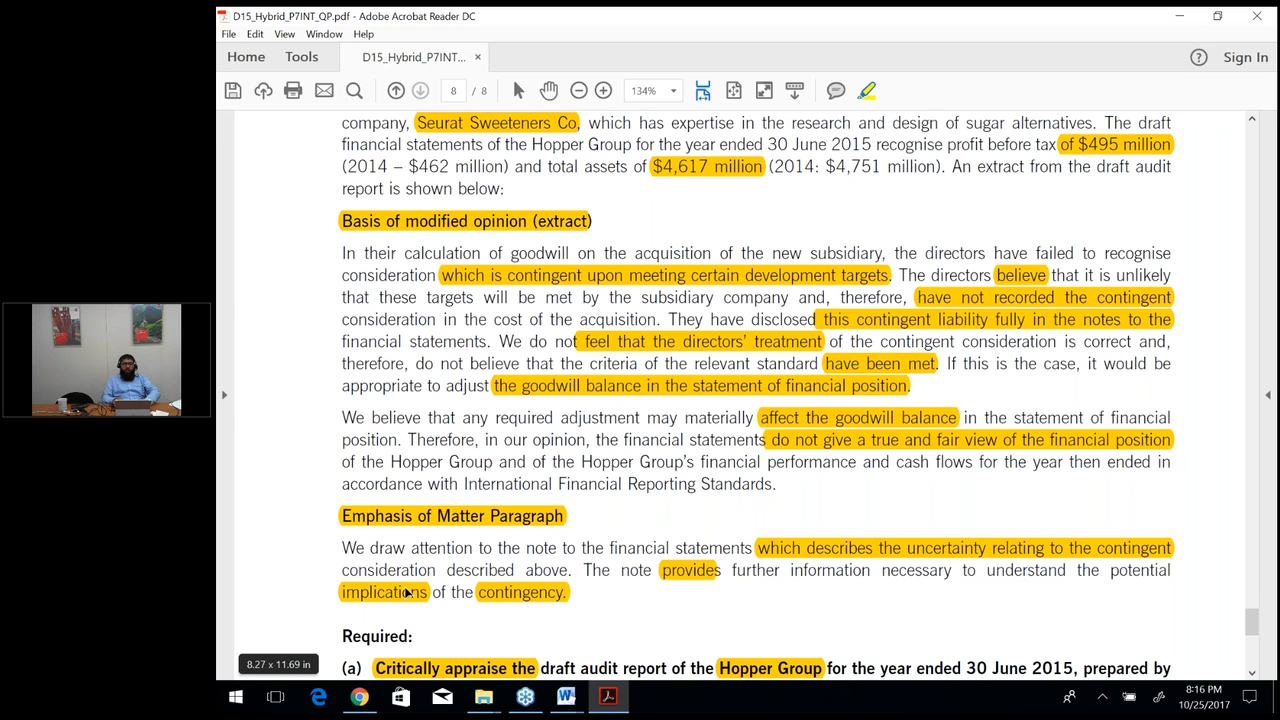 D15_Hybrid_P7INT_QP.pdf - Adobe Acrobat Reader DC
File Edit View Window Help
Home Tools D15_Hybrid_P7INT... × Sign In
8 / 8 134%
company, Seurat Sweeteners Co, which has expertise in the research and design of sugar alternatives. The draft
financial statements of the Hopper Group for the year ended 30 June 2015 recognise profit before tax of $495 million
(2014 – $462 million) and total assets of $4,617 million (2014: $4,751 million). An extract from the draft audit
report is shown below:
Basis of modified opinion (extract)
In their calculation of goodwill on the acquisition of the new subsidiary, the directors have failed to recognise
consideration which is contingent upon meeting certain development targets. The directors believe that it is unlikely
that these targets will be met by the subsidiary company and, therefore, have not recorded the contingent
consideration in the cost of the acquisition. They have disclosed this contingent liability fully in the notes to the
financial statements. We do not feel that the directors' treatment of the contingent consideration is correct and,
therefore, do not believe that the criteria of the relevant standard have been met. If this is the case, it would be
appropriate to adjust the goodwill balance in the statement of financial position.
We believe that any required adjustment may materially affect the goodwill balance in the statement of financial
position. Therefore, in our opinion, the financial statements do not give a true and fair view of the financial position
of the Hopper Group and of the Hopper Group's financial performance and cash flows for the year then ended in
accordance with International Financial Reporting Standards.
Emphasis of Matter Paragraph
We draw attention to the note to the financial statements which describes the uncertainty relating to the contingent
consideration described above. The note provides further information necessary to understand the potential
implications of the contingency.
Required:
(a) Critically appraise the draft audit report of the Hopper Group for the year ended 30 June 2015, prepared by
8.27 x 11.69 in
8:16 PM
10/25/2017